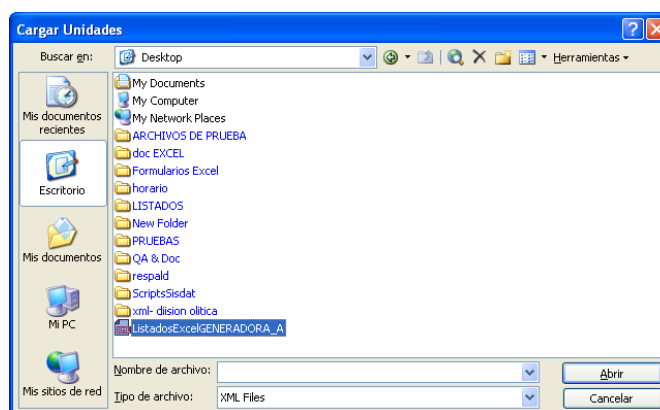 Cargar Unidades
Buscar en: Desktop Herramientas
My Documents
My Computer
My Network Places
ARCHIVOS DE PRUEBA
doc EXCEL
Formularios Excel
horario
LISTADOS
New Folder
PRUEBAS
QA & Doc
respald
ScriptsSisdat
xml- diision olitica
ListadosExcelGENERADORA_A
Mis documentos
recientes
Escritorio
Mis documentos
Mi PC
Mis sitios de red
Nombre de archivo: Abrir
Tipo de archivo: XML Files Cancelar